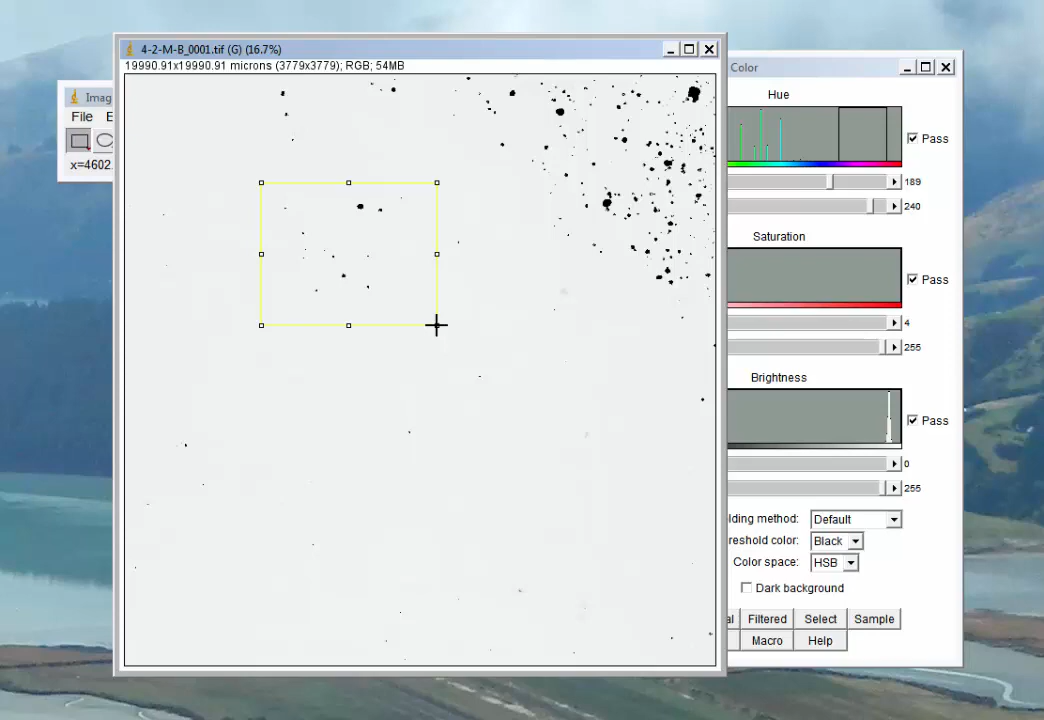 4-2-M-B_0001.tif (G) (16.7%)
19990.91x19990.91 microns (3779x3779); RGB; 54MB
Imag
File E
x=4602.
Color
Hue
Pass
189
240
Saturation
Pass
4
255
Brightness
Pass
0
255
lding method: Default
reshold color: Black
Color space: HSB
Dark background
al Filtered Select Sample
Macro Help